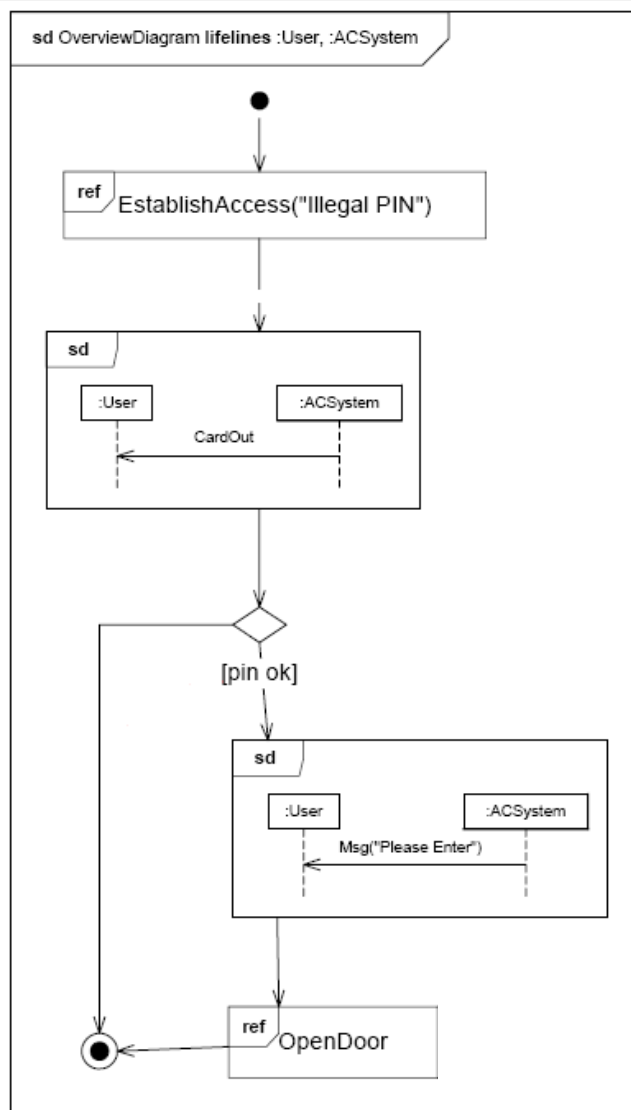 sd OverviewDiagram lifelines :User, :ACSystem
ref
EstablishAccess("Illegal PIN")
sd
:User
:ACSystem
CardOut
[pin ok]
sd
:User
:ACSystem
Msg("Please Enter")
ref
OpenDoor